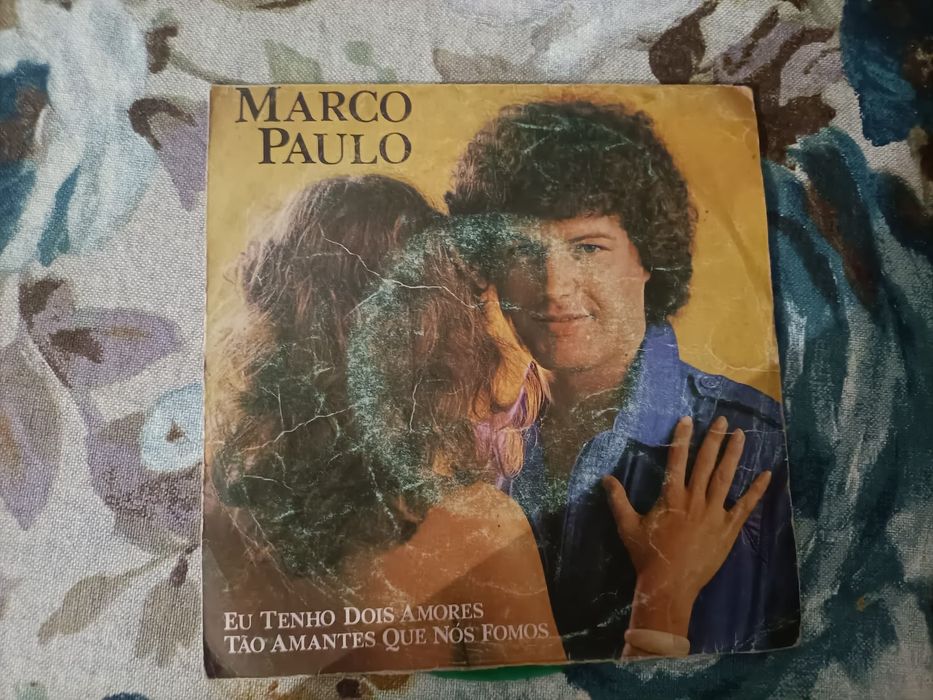 MARCO
PAULO
EU TENHO DOIS AMORES
TÃO AMANTES QUE NÓS FOMOS